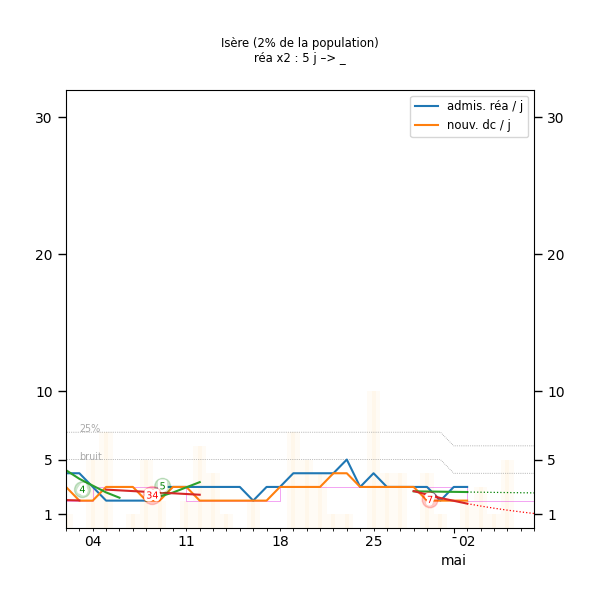 Isère (2% de la population)
réa x2 : 5 j –> _
admis. réa / j
nouv. dc / j
30 30
20 20
10 10
25%
bruit
5 5
4 34 5 7
1 1
04 11 18 25 - 02
mai